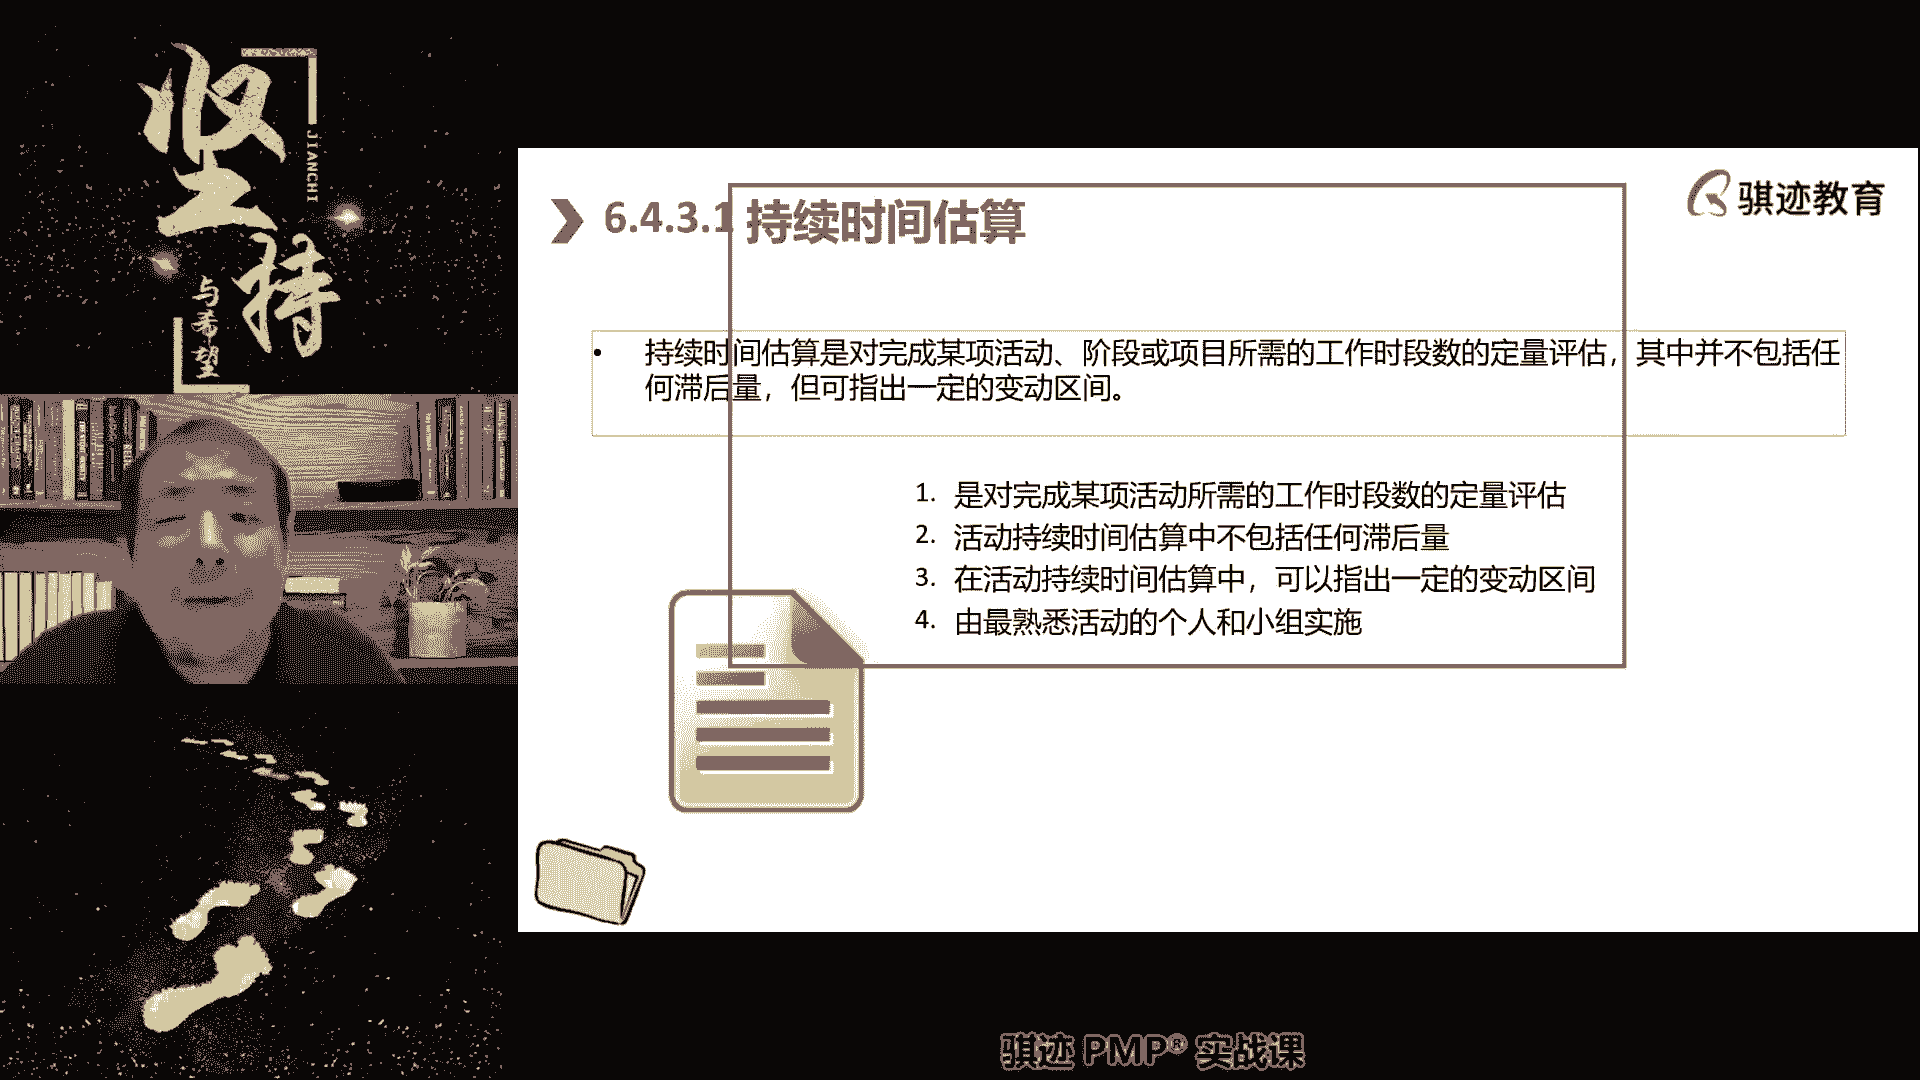 坚持
JIANCHI
与希望
骐迹教育
6.4.3.1 持续时间估算
• 持续时间估算是对完成某项活动、阶段或项目所需的工作时段数的定量评估，其中并不包括任
何滞后量，但可指出一定的变动区间。
1. 是对完成某项活动所需的工作时段数的定量评估
2. 活动持续时间估算中不包括任何滞后量
3. 在活动持续时间估算中，可以指出一定的变动区间
4. 由最熟悉活动的个人和小组实施
骐迹 PMP® 实战课